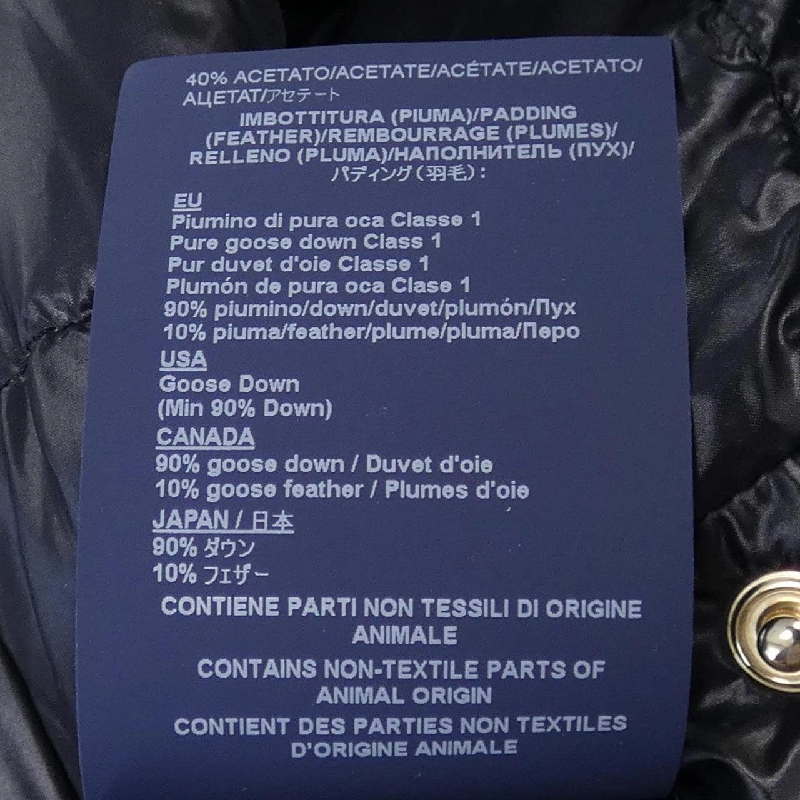 40% ACETATO/ACETATE/ACÉTATE/ACETATO/
АЦЕТАТ/アセテート
IMBOTTITURA (PIUMA)/PADDING
(FEATHER)/REMBOURRAGE (PLUMES)/
RELLENO (PLUMA)/НАПОЛНИТЕЛЬ (ПУХ)/
パディング(羽毛):
EU
Piumino di pura oca Classe 1
Pure goose down Class 1
Pur duvet d'oie Classe 1
Plumón de pura oca Clase 1
90% piumino/down/duvet/plumón/Пух
10% piuma/feather/plume/pluma/Перо
USA
Goose Down
(Min 90% Down)
CANADA
90% goose down / Duvet d'oie
10% goose feather / Plumes d'oie
JAPAN / 日本
90% ダウン
10% フェザー
CONTIENE PARTI NON TESSILI DI ORIGINE
ANIMALE
CONTAINS NON-TEXTILE PARTS OF
ANIMAL ORIGIN
CONTIENT DES PARTIES NON TEXTILES
D'ORIGINE ANIMALE